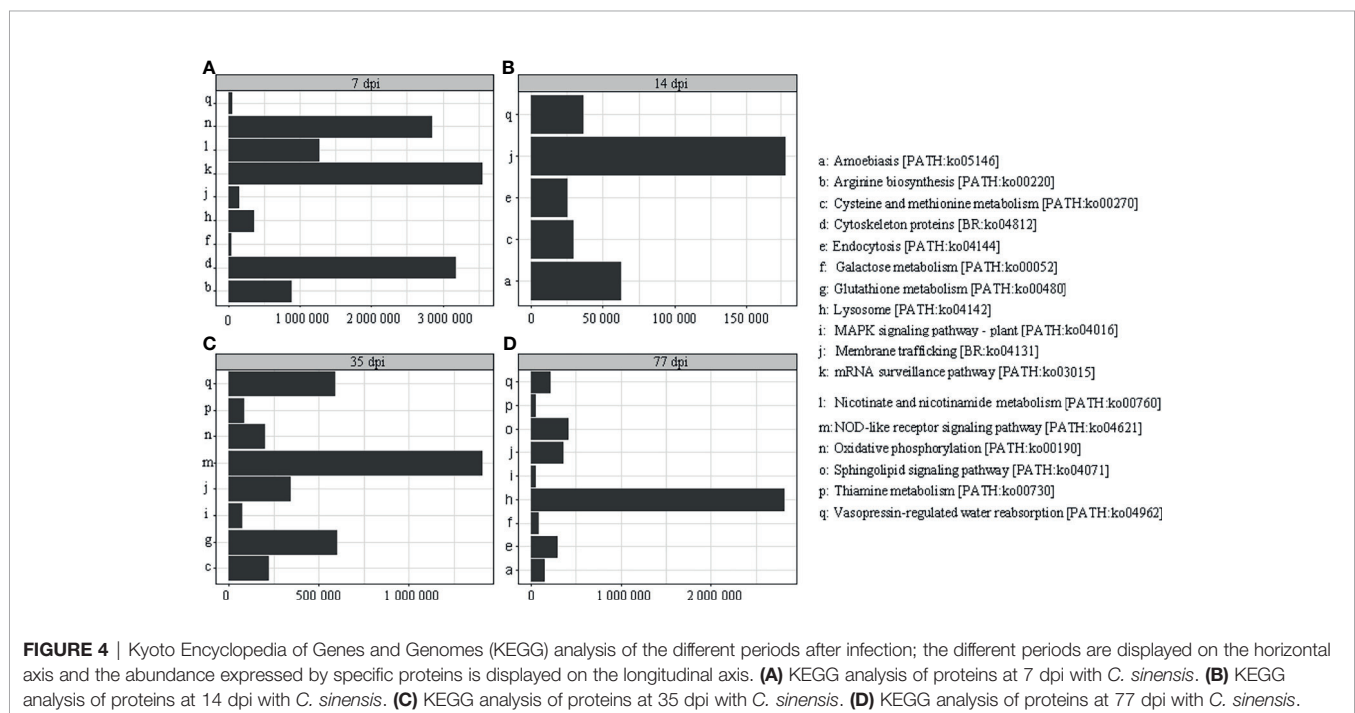 A
7 dpi
q
n
l
k
j
h
f
d
b
0 1 000 000 2 000 000 3 000 000
B
14 dpi
q
j
e
c
a
0 50 000 100 000 150 000
C
35 dpi
q
p
n
m
j
i
g
c
0 500 000 1 000 000
D
77 dpi
q
p
o
j
i
h
f
e
a
0 1 000 000 2 000 000
a: Amoebiasis [PATH:ko05146]
b: Arginine biosynthesis [PATH:ko00220]
c: Cysteine and methionine metabolism [PATH:ko00270]
d: Cytoskeleton proteins [BR:ko04812]
e: Endocytosis [PATH:ko04144]
f: Galactose metabolism [PATH:ko00052]
g: Glutathione metabolism [PATH:ko00480]
h: Lysosome [PATH:ko04142]
i: MAPK signaling pathway - plant [PATH:ko04016]
j: Membrane trafficking [BR:ko04131]
k: mRNA surveillance pathway [PATH:ko03015]
l: Nicotinate and nicotinamide metabolism [PATH:ko00760]
m: NOD-like receptor signaling pathway [PATH:ko04621]
n: Oxidative phosphorylation [PATH:ko00190]
o: Sphingolipid signaling pathway [PATH:ko04071]
p: Thiamine metabolism [PATH:ko00730]
q: Vasopressin-regulated water reabsorption [PATH:ko04962]
FIGURE 4 | Kyoto Encyclopedia of Genes and Genomes (KEGG) analysis of the different periods after infection; the different periods are displayed on the horizontal
axis and the abundance expressed by specific proteins is displayed on the longitudinal axis. (A) KEGG analysis of proteins at 7 dpi with C. sinensis. (B) KEGG
analysis of proteins at 14 dpi with C. sinensis. (C) KEGG analysis of proteins at 35 dpi with C. sinensis. (D) KEGG analysis of proteins at 77 dpi with C. sinensis.